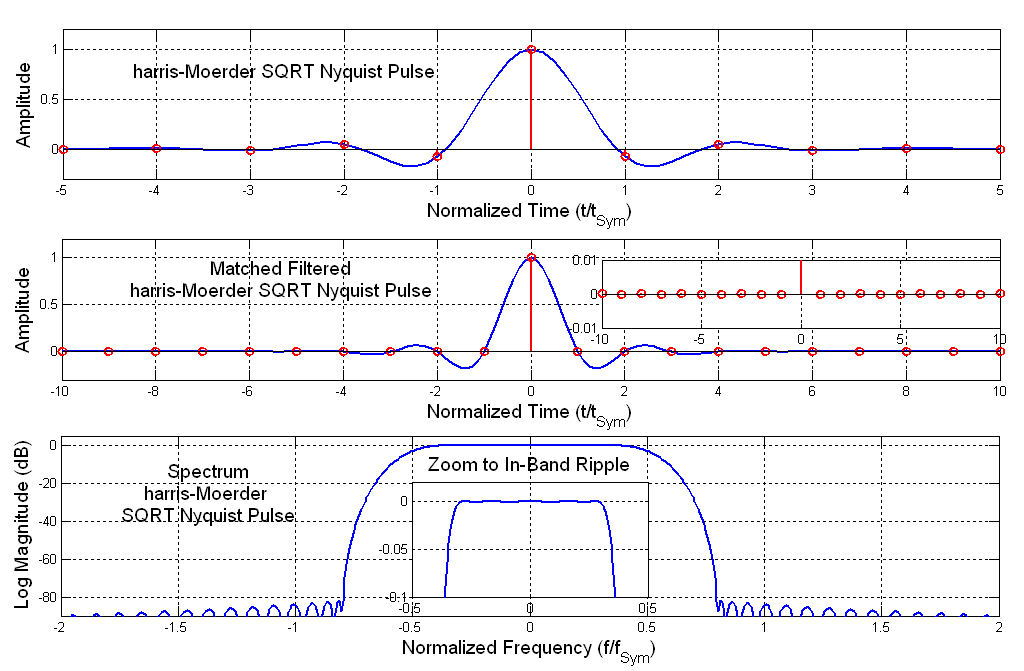 1
harris-Moerder SQRT Nyquist Pulse
0.5
0
Amplitude
-5 -4 -3 -2 -1 0 1 2 3 4 5
Normalized Time (t/tSym)
1
Matched Filtered
harris-Moerder SQRT Nyquist Pulse
0.5
0
Amplitude
0.01
0
-0.01
-10 -5 0 5 10
-10 -8 -6 -4 -2 0 2 4 6 8 10
Normalized Time (t/tSym)
0
-20
-40
-60
-80
Log Magnitude (dB)
Spectrum
harris-Moerder
SQRT Nyquist Pulse
Zoom to In-Band Ripple
0
-0.05
-0.1
-0.5 0 0.5
-2 -1.5 -1 -0.5 0 0.5 1 1.5 2
Normalized Frequency (f/fSym)